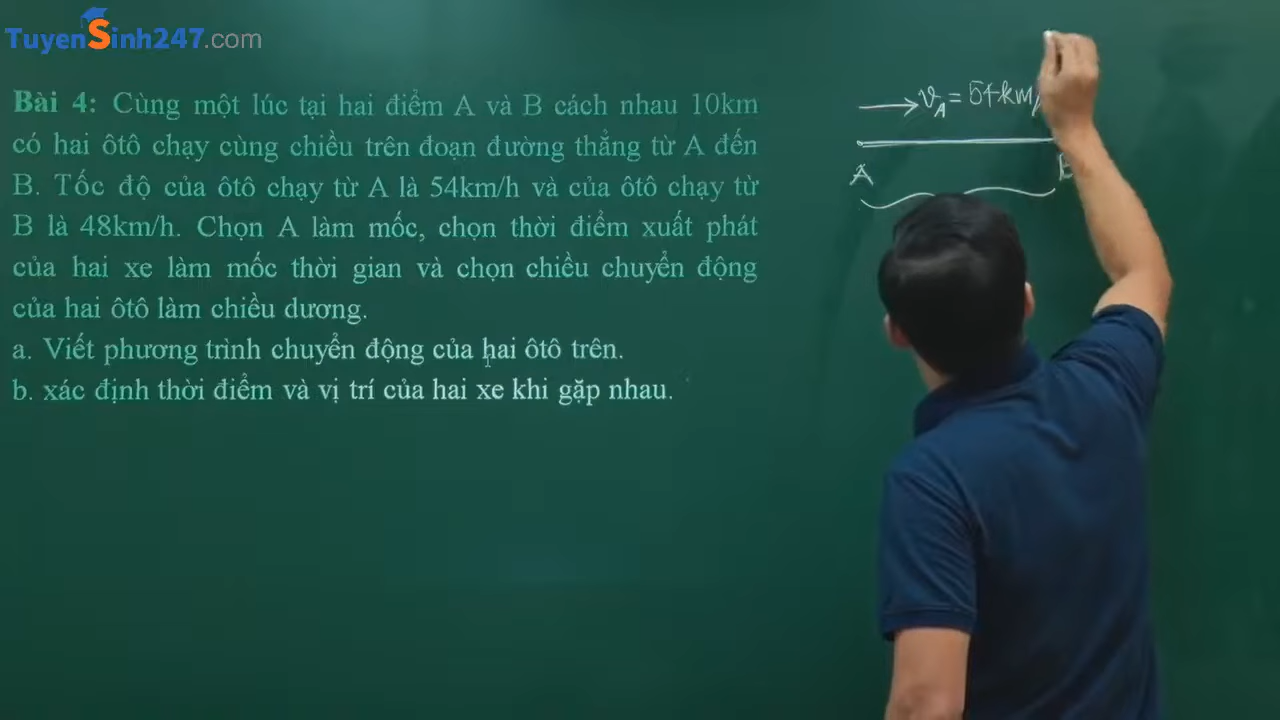 TuyenSinh247.com
Bài 4: Cùng một lúc tại hai điểm A và B cách nhau 10km
có hai ôtô chạy cùng chiều trên đoạn đường thẳng từ A đến
B. Tốc độ của ôtô chạy từ A là 54km/h và của ôtô chạy từ
B là 48km/h. Chọn A làm mốc, chọn thời điểm xuất phát
của hai xe làm mốc thời gian và chọn chiều chuyển động
của hai ôtô làm chiều dương.
a. Viết phương trình chuyển động của hai ôtô trên.
b. xác định thời điểm và vị trí của hai xe khi gặp nhau.
v_A = 54km/
A B